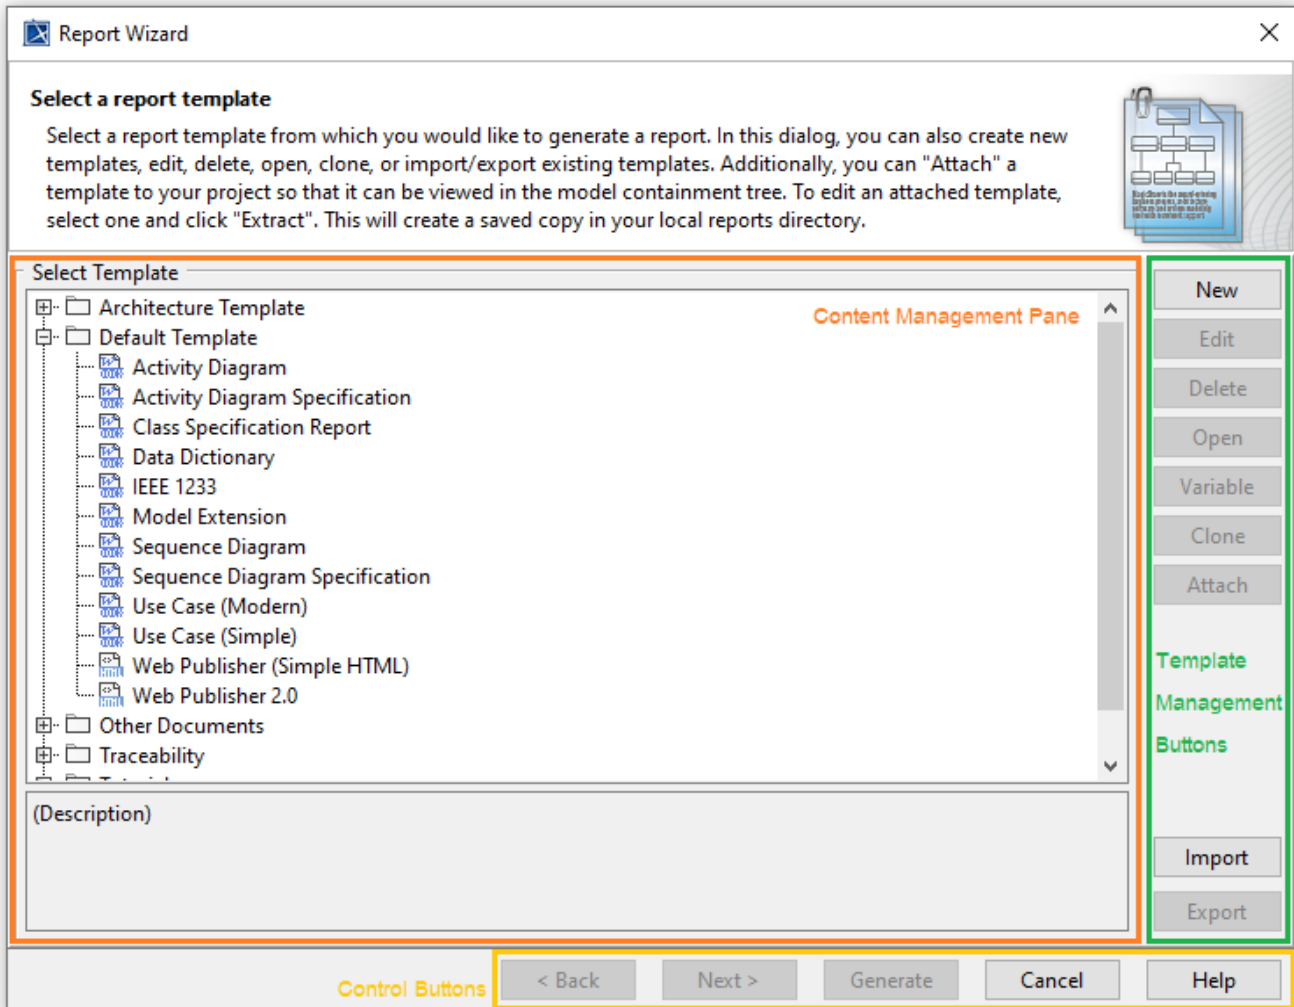 Report Wizard
Select a report template
Select a report template from which you would like to generate a report. In this dialog, you can also create new
templates, edit, delete, open, clone, or import/export existing templates. Additionally, you can "Attach" a
template to your project so that it can be viewed in the model containment tree. To edit an attached template,
select one and click "Extract". This will create a saved copy in your local reports directory.
Select Template
Content Management Pane
Architecture Template
Default Template
Activity Diagram
Activity Diagram Specification
Class Specification Report
Data Dictionary
IEEE 1233
Model Extension
Sequence Diagram
Sequence Diagram Specification
Use Case (Modern)
Use Case (Simple)
Web Publisher (Simple HTML)
Web Publisher 2.0
Other Documents
Traceability
(Description)
New
Edit
Delete
Open
Variable
Clone
Attach
Template
Management
Buttons
Import
Export
Control Buttons
< Back
Next >
Generate
Cancel
Help